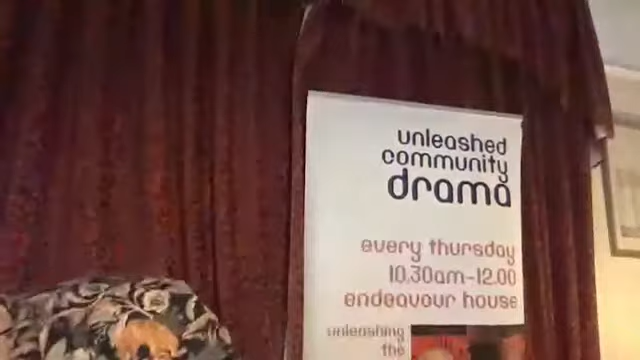 unleashed
community
drama
every thursday
10.30am-12.00
endeavour house
unleashing
the